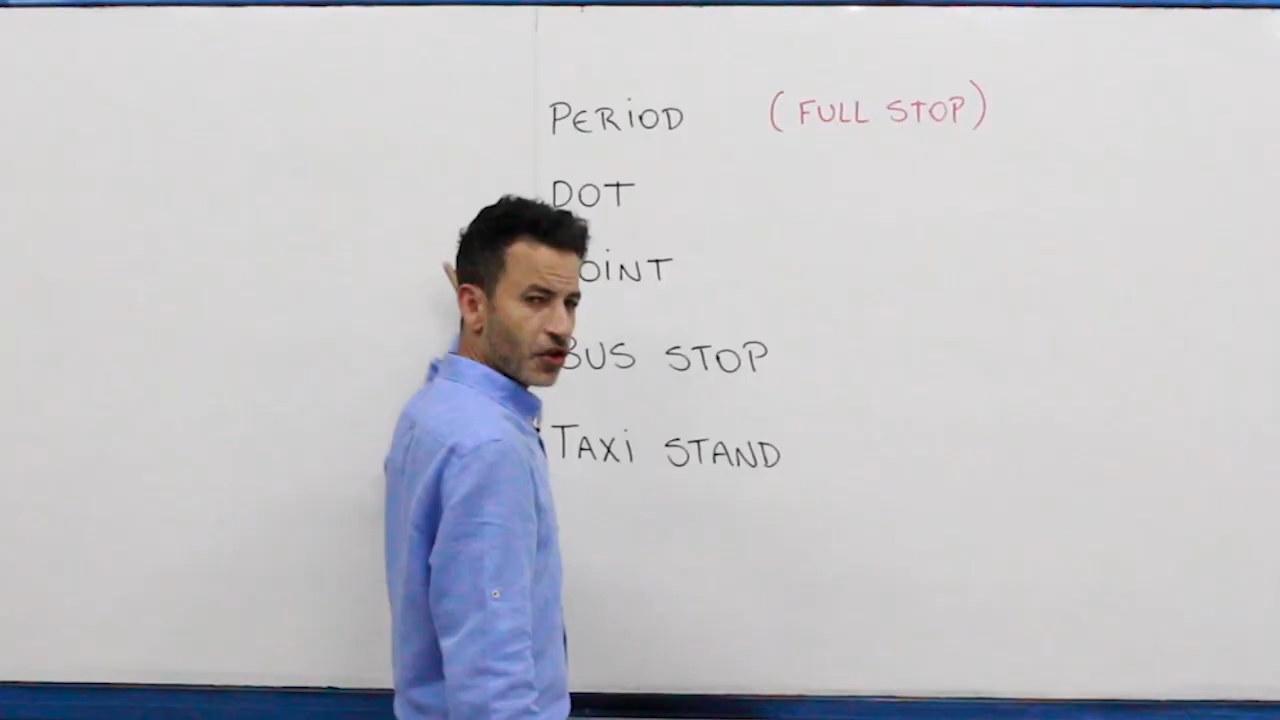 PERIOD (FULL STOP)
DOT
OINT
BUS STOP
TAXI STAND